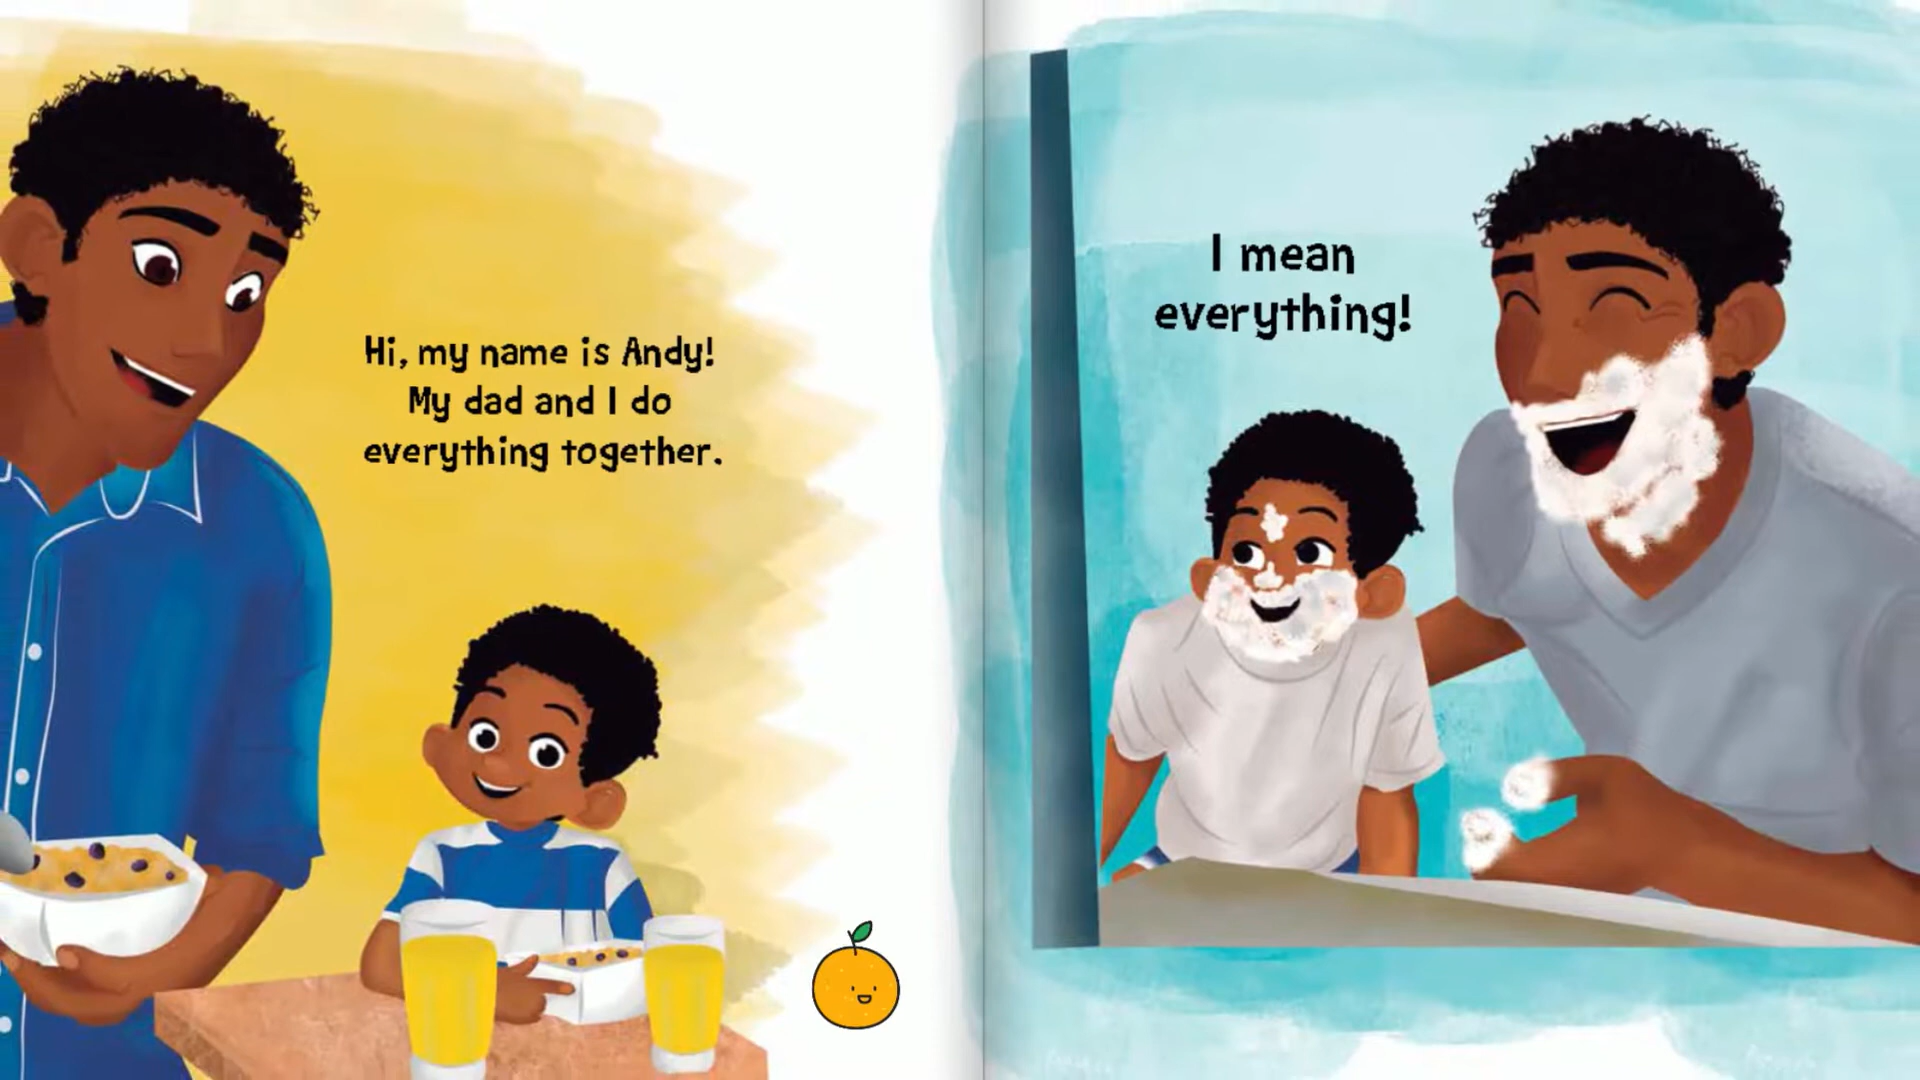 Hi, my name is Andy!
My dad and I do
everything together.
I mean
everything!